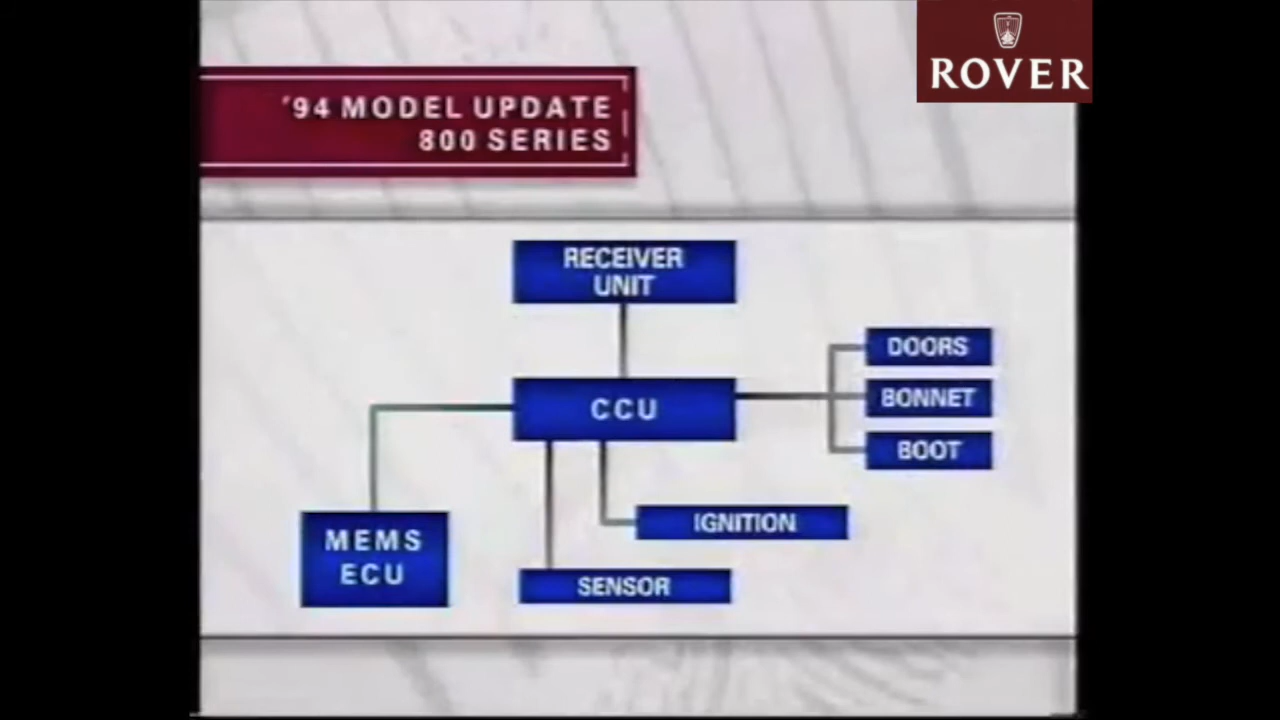 ROVER
'94 MODEL UPDATE
800 SERIES
RECEIVER
UNIT
DOORS
CCU
BONNET
BOOT
MEMS
ECU
IGNITION
SENSOR